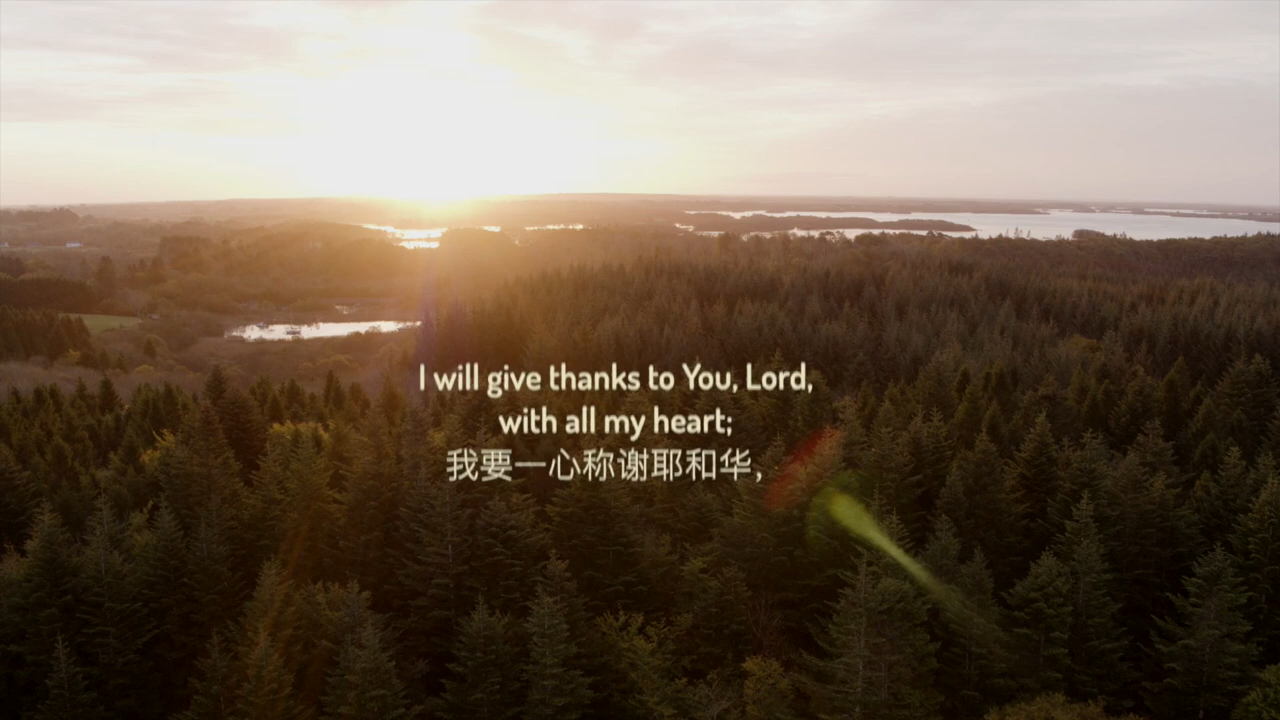 I will give thanks to You, Lord,
with all my heart;
我要一心称谢耶和华,